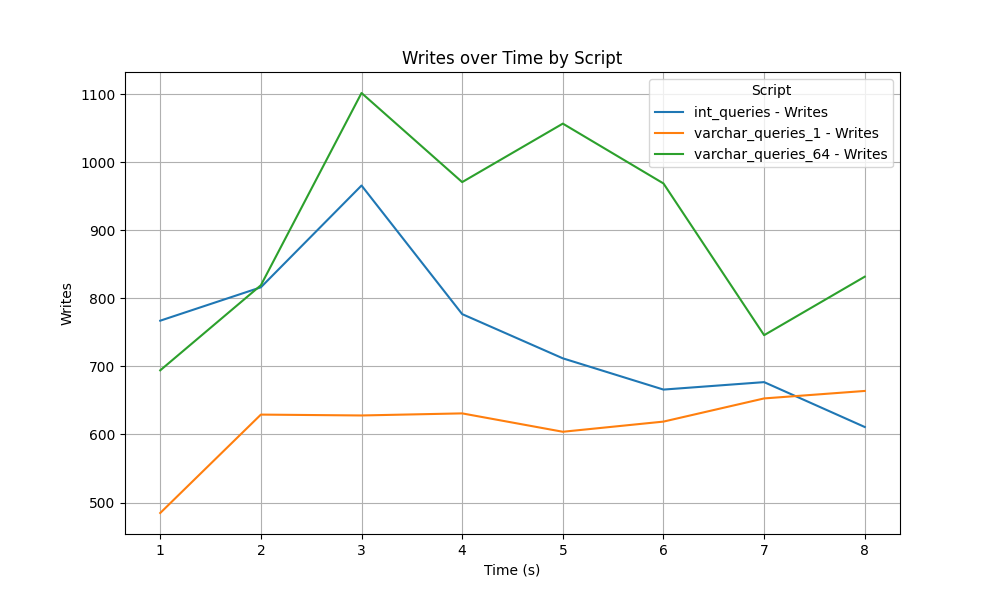 Writes over Time by Script
Script
int_queries - Writes
varchar_queries_1 - Writes
varchar_queries_64 - Writes
Writes
1100
1000
900
800
700
600
500
1 2 3 4 5 6 7 8
Time (s)